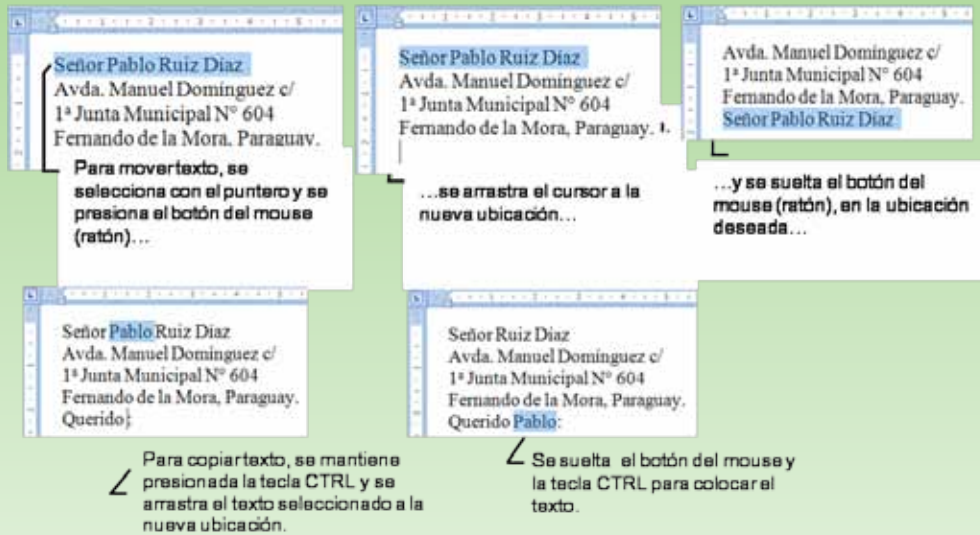 Señor Pablo Ruiz Díaz
Avda. Manuel Domínguez c/
1ª Junta Municipal Nº 604
Fernando de la Mora, Paraguay.
Para mover texto, se
selecciona con el puntero y se
presiona el botón del mouse
(ratón)...
Señor Pablo Ruiz Díaz
Avda. Manuel Domínguez c/
1ª Junta Municipal Nº 604
Fernando de la Mora, Paraguay.
...se arrastra el cursor a la
nueva ubicación...
Avda. Manuel Domínguez c/
1ª Junta Municipal Nº 604
Fernando de la Mora, Paraguay.
Señor Pablo Ruiz Díaz
...y se suelta el botón del
mouse (ratón), en la ubicación
deseada...
Señor Pablo Ruiz Díaz
Avda. Manuel Domínguez c/
1ª Junta Municipal Nº 604
Fernando de la Mora, Paraguay.
Querido:
Para copiar texto, se mantiene
presionada la tecla CTRL y se
arrastra el texto seleccionado a la
nueva ubicación.
Señor Ruiz Díaz
Avda. Manuel Domínguez c/
1ª Junta Municipal Nº 604
Fernando de la Mora, Paraguay.
Querido Pablo:
Se suelta el botón del mouse y
la tecla CTRL para colocar el
texto.